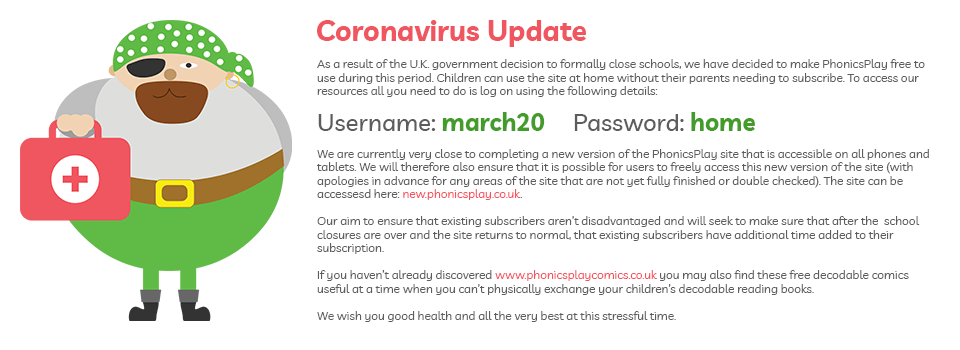 Coronavirus Update
As a result of the U.K. government decision to formally close schools, we have decided to make PhonicsPlay free to
use during this period. Children can use the site at home without their parents needing to subscribe. To access our
resources all you need to do is log on using the following details:
Username: march20 Password: home
We are currently very close to completing a new version of the PhonicsPlay site that is accessible on all phones and
tablets. We will therefore also ensure that it is possible for users to freely access this new version of the site (with
apologies in advance for any areas of the site that are not yet fully finished or double checked). The site can be
accessesd here: new.phonicsplay.co.uk.
Our aim to ensure that existing subscribers aren't disadvantaged and will seek to make sure that after the school
closures are over and the site returns to normal, that existing subscribers have additional time added to their
subscription.
If you haven't already discovered www.phonicsplaycomics.co.uk you may also find these free decodable comics
useful at a time when you can't physically exchange your children's decodable reading books.
We wish you good health and all the very best at this stressful time.